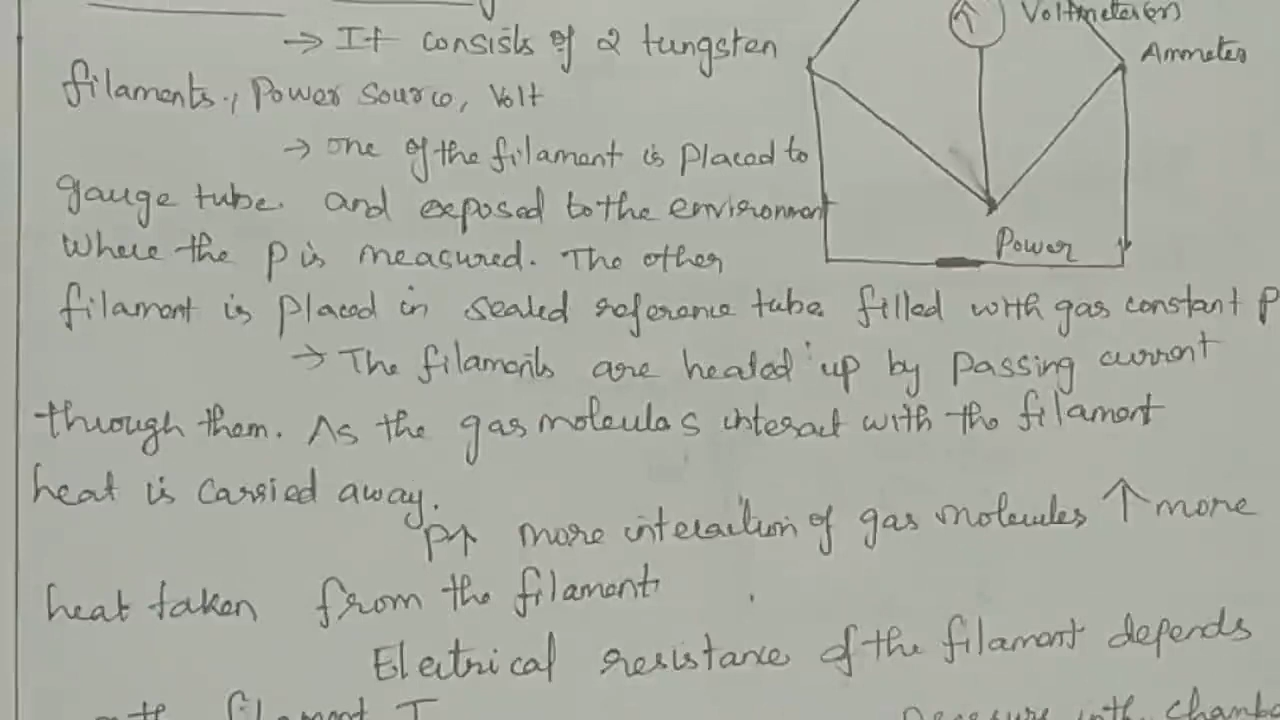 Voltmeter(or)
Ammeter
→ It consists of 2 tungsten
filaments, Power source, Volt
→ One of the filament is placed to
gauge tube. and exposed to the environment
Where the P is measured. The other
Power
filament is placed in sealed reference tube filled with gas constant P
→ The filaments are heated up by passing current
through them. As the gas moleculas interact with the filament
heat is carried away.
P↑ more interaction of gas molecules ↑ more
heat taken from the filament
Electrical resistance of the filament depends
filament T